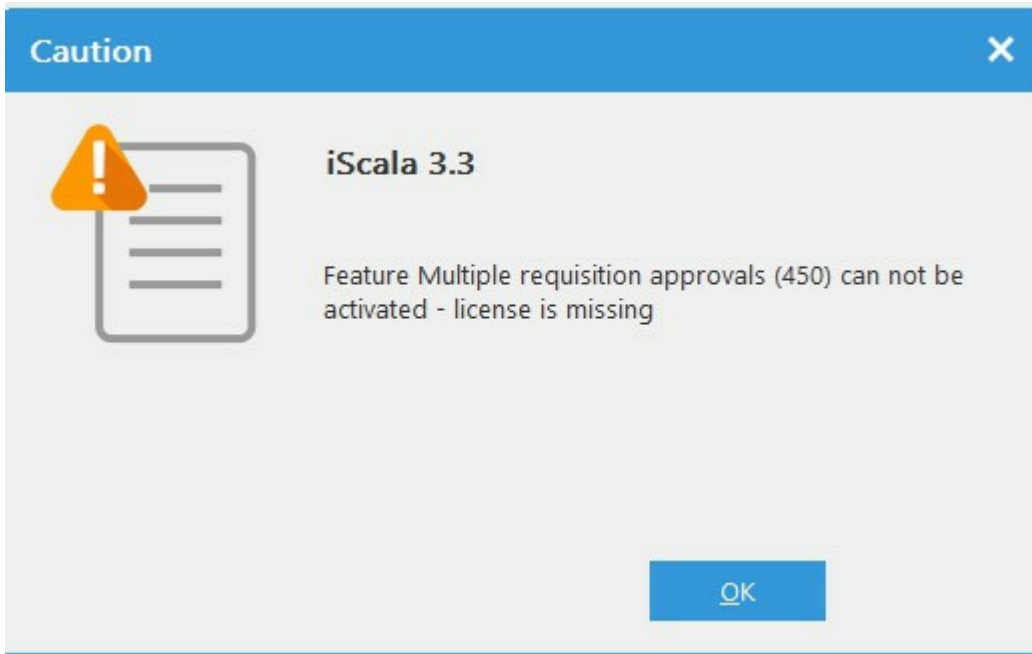 Caution
iScala 3.3
Feature Multiple requisition approvals (450) can not be
activated - license is missing
OK